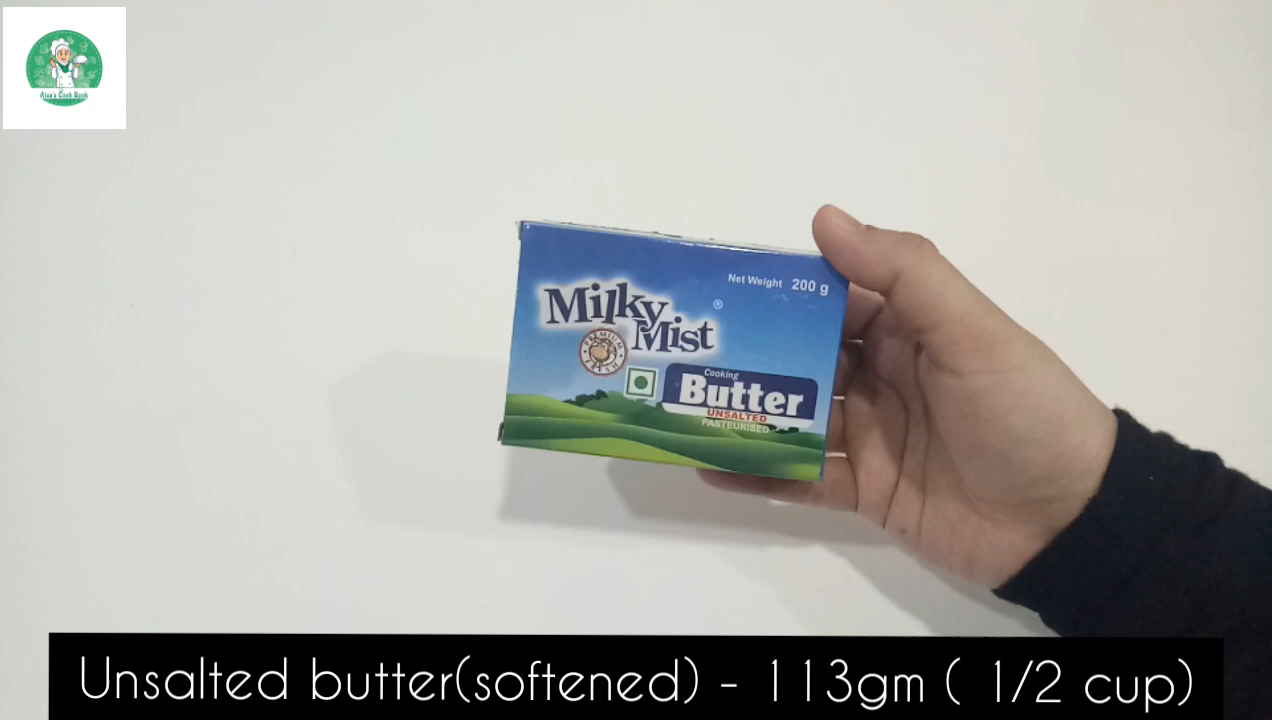 Aiza's Cook Book
Net Weight 200 g
Milky
Mist
®
PREMIUM
FRESH
Cooking
Butter
UNSALTED
PASTEURISED
Unsalted butter(softened) - 113gm ( 1/2 cup)